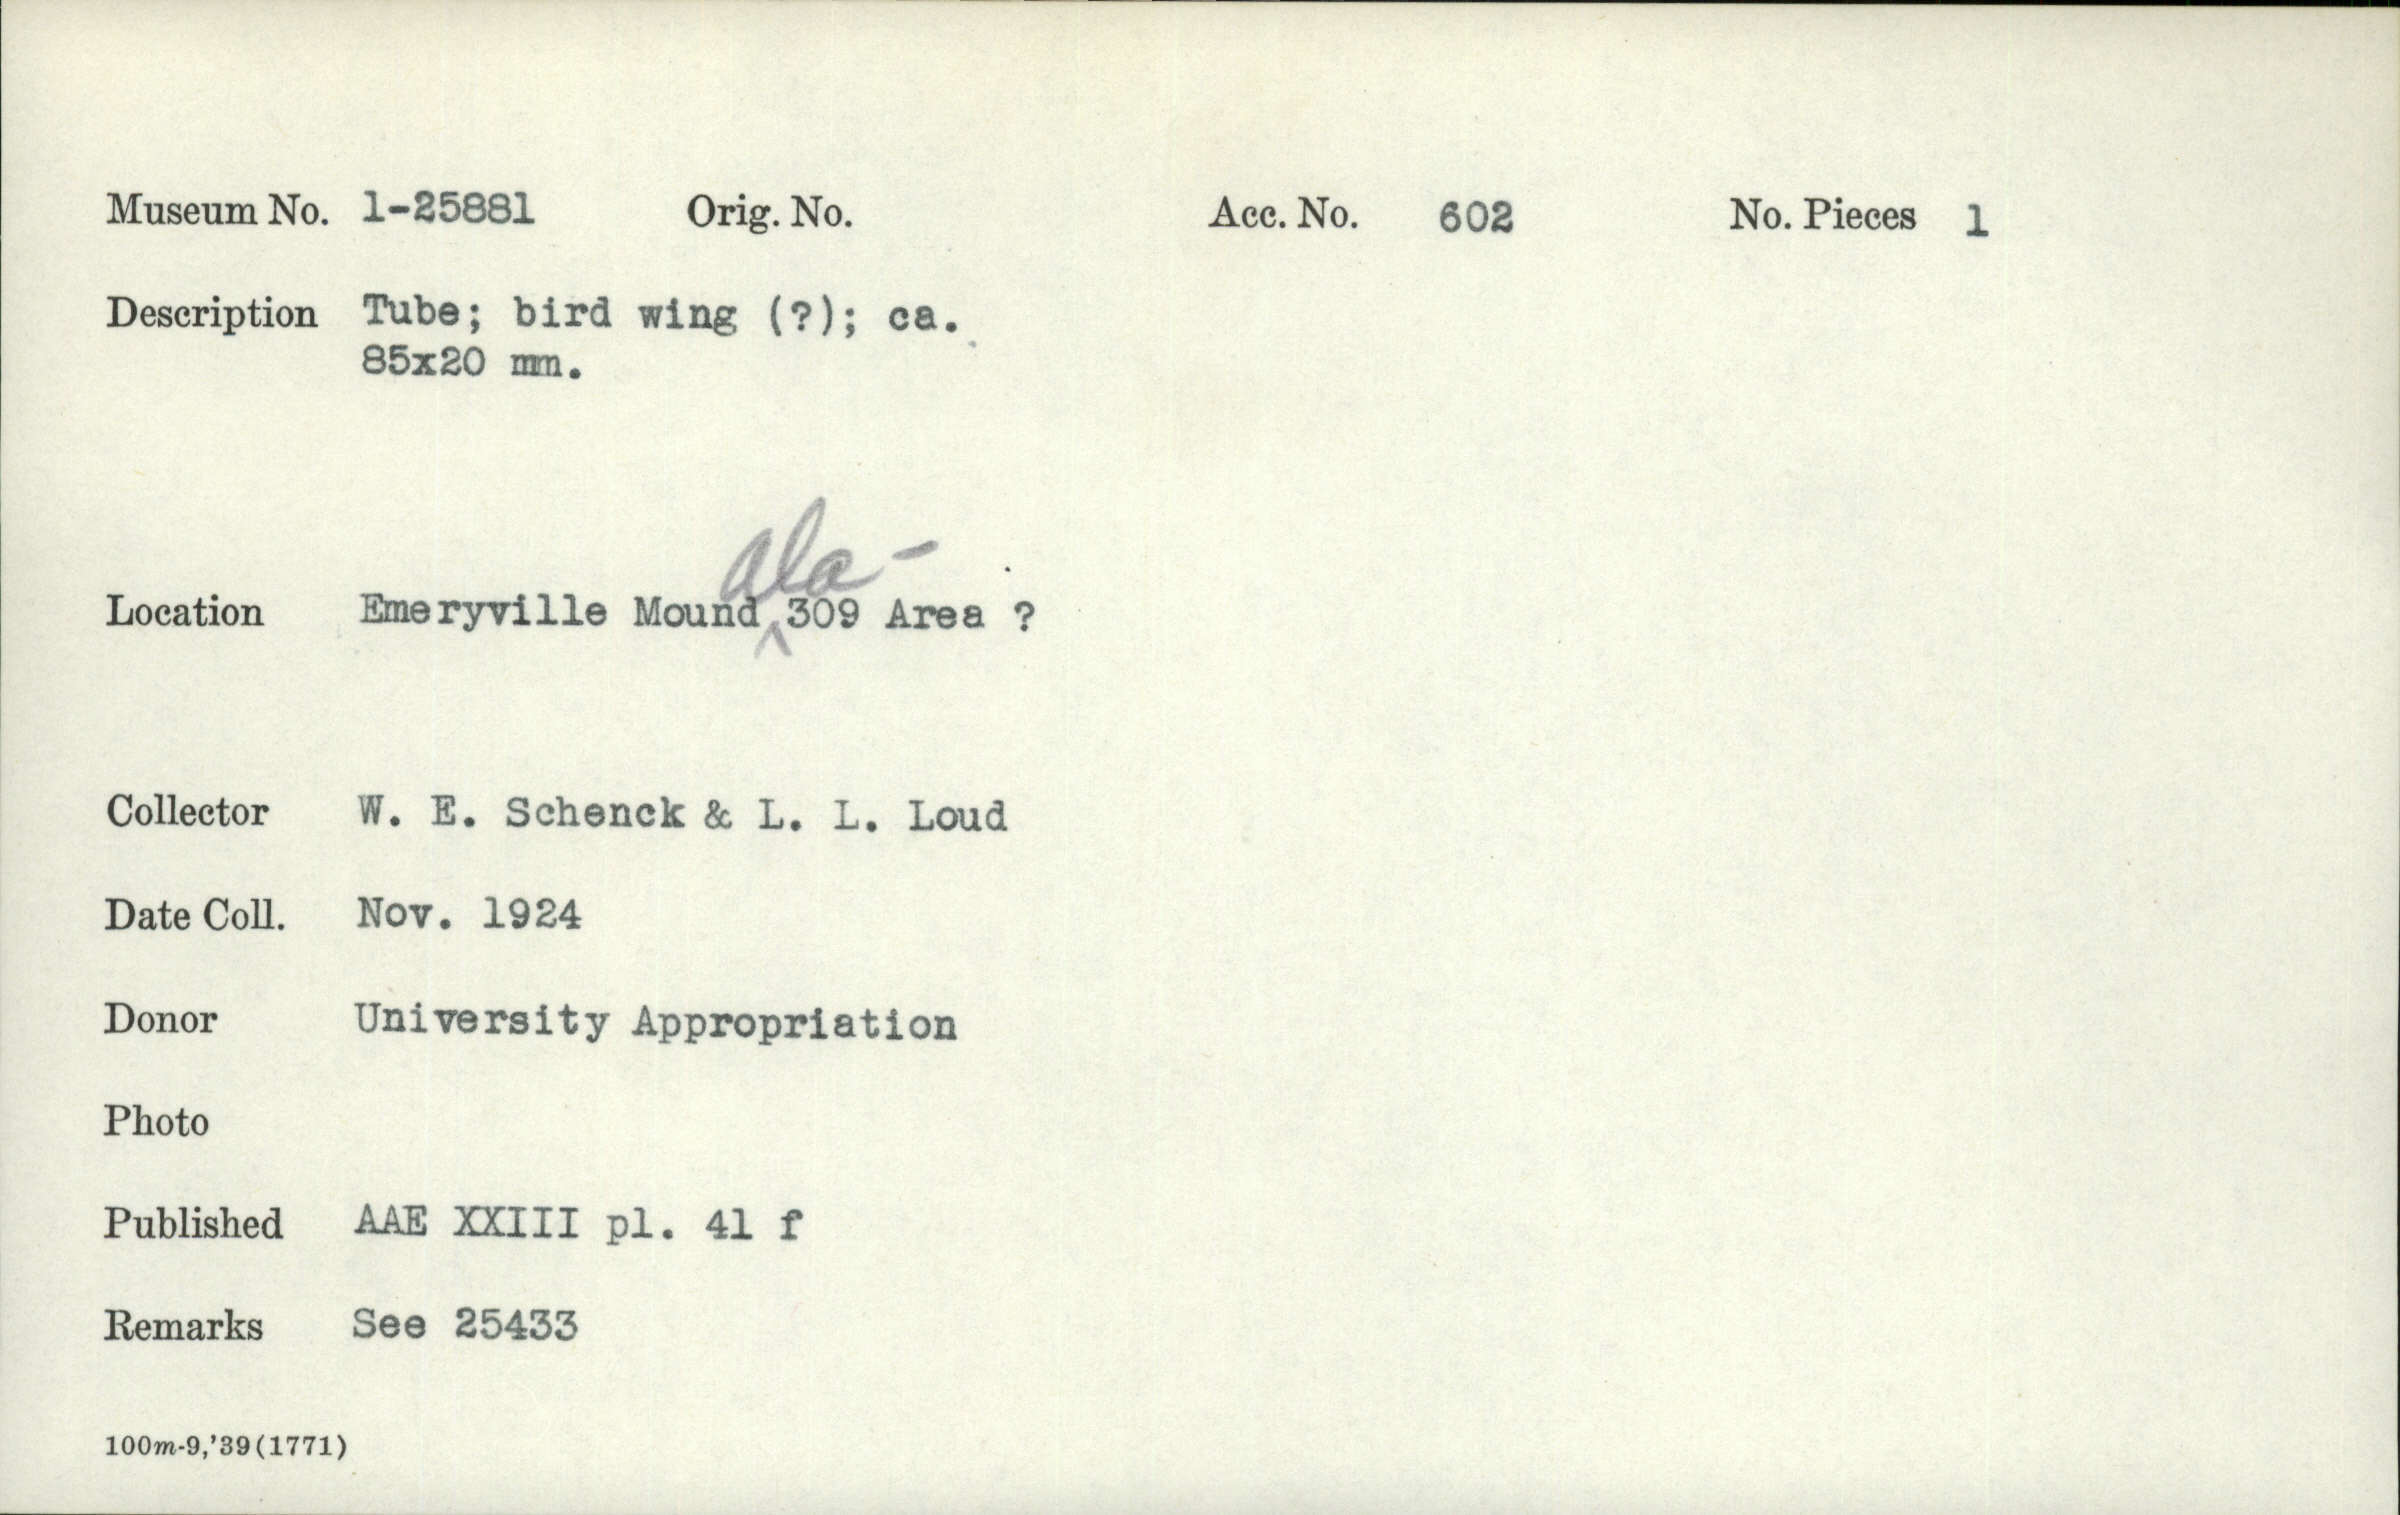 Museum No. 1-25881 Orig. No. Acc. No. 602 No. Pieces 1
Description Tube; bird wing (?); ca.
85x20 mm.
Location Emeryville Mound Ala- 309 Area ?
Collector W. E. Schenck & L. L. Loud
Date Coll. Nov. 1924
Donor University Appropriation
Photo
Published AAE XXIII pl. 41 f
Remarks See 25433
100m-9,'39(1771)